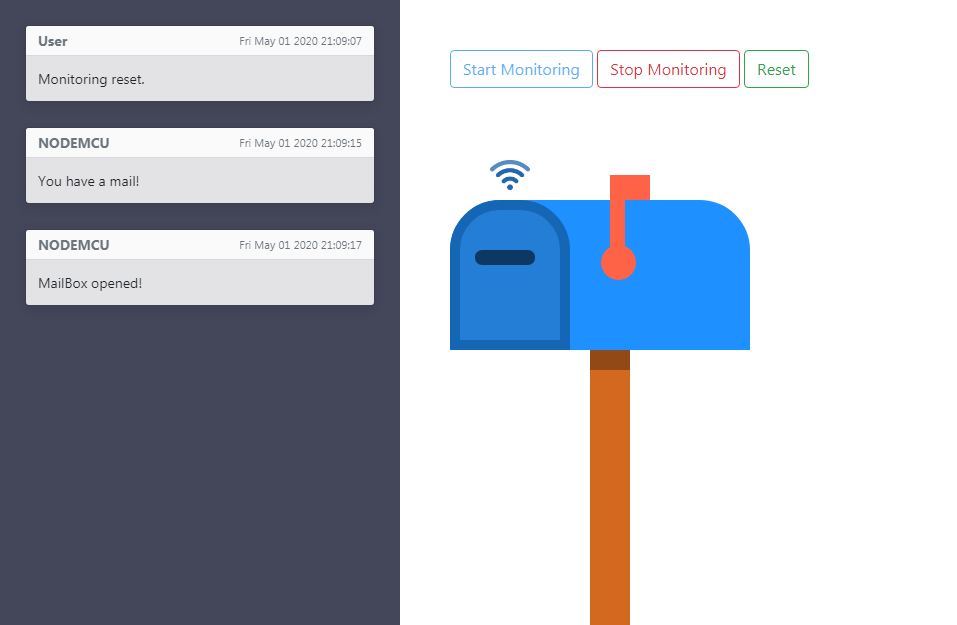 User Fri May 01 2020 21:09:07
Monitoring reset.
NODEMCU Fri May 01 2020 21:09:15
You have a mail!
NODEMCU Fri May 01 2020 21:09:17
MailBox opened!
Start Monitoring Stop Monitoring Reset